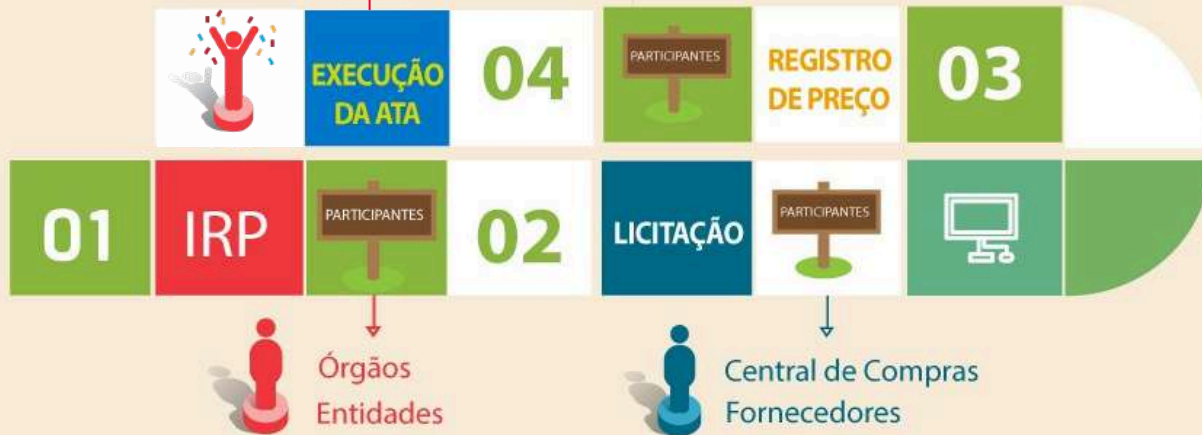 EXECUÇÃO
DA ATA
04
PARTICIPANTES
REGISTRO
DE PREÇO
03
01
IRP
PARTICIPANTES
02
LICITAÇÃO
PARTICIPANTES
Órgãos
Entidades
Central de Compras
Fornecedores